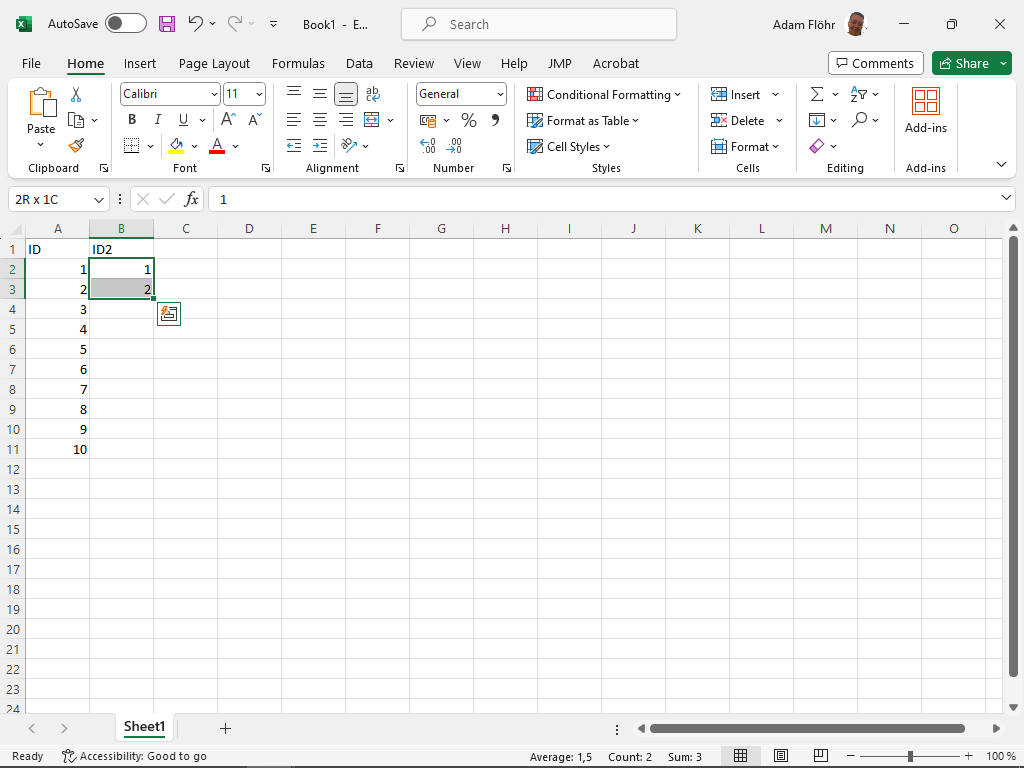 AutoSave
Book1 - E...
Search
Adam Flöhr
File Home Insert Page Layout Formulas Data Review View Help JMP Acrobat
Comments Share
Paste
Clipboard
Calibri 11
B I U A A
A
Font
ab
c
Alignment
General
% 9
,00
Number
Conditional Formatting
Format as Table
Cell Styles
Styles
Insert
Delete
Format
Cells
Editing
Add-ins
Add-ins
2R x 1C fx 1
A B C D E F G H I J K L M N O
1 ID ID2
2 1 1
3 2 2
4 3
5 4
6 5
7 6
8 7
9 8
10 9
11 10
12
13
14
15
16
17
18
19
20
21
22
23
24
Sheet1
Ready Accessibility: Good to go Average: 1,5 Count: 2 Sum: 3 100 %